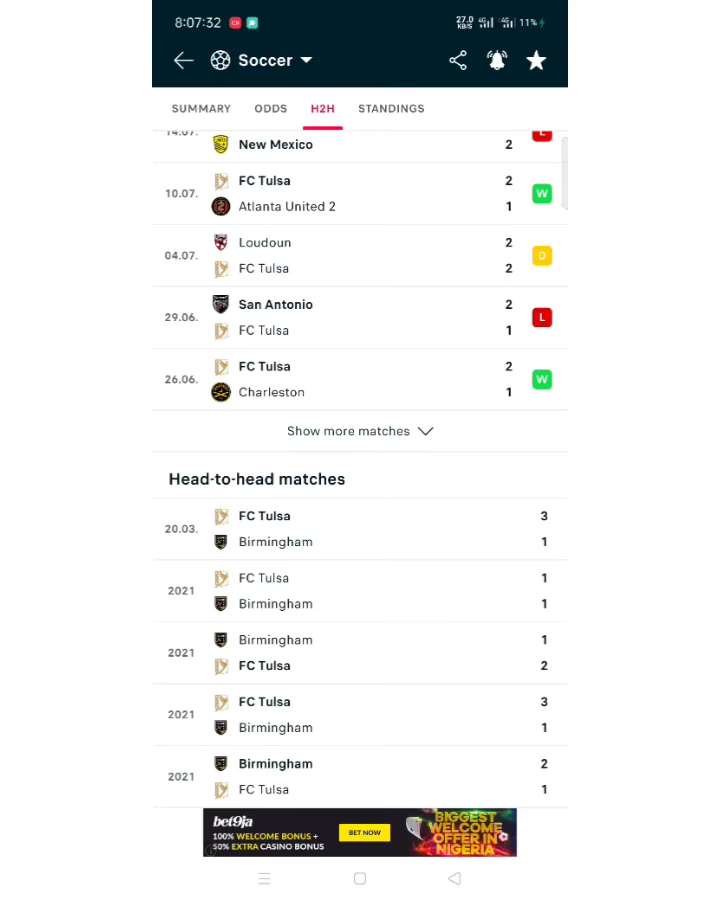 8:07:32
27.0 KB/S 4G 4G 11%
Soccer
SUMMARY ODDS H2H STANDINGS
14.07. L
New Mexico 2
FC Tulsa 2
10.07. W
Atlanta United 2 1
Loudoun 2
04.07. D
FC Tulsa 2
San Antonio 2
29.06. L
FC Tulsa 1
FC Tulsa 2
26.06. W
Charleston 1
Show more matches
Head-to-head matches
FC Tulsa 3
20.03.
Birmingham 1
FC Tulsa 1
2021
Birmingham 1
Birmingham 1
2021
FC Tulsa 2
FC Tulsa 3
2021
Birmingham 1
Birmingham 2
2021
FC Tulsa 1
bet9ja
100% WELCOME BONUS +
50% EXTRA CASINO BONUS
BET NOW
BIGGEST
WELCOME
OFFER IN
NIGERIA